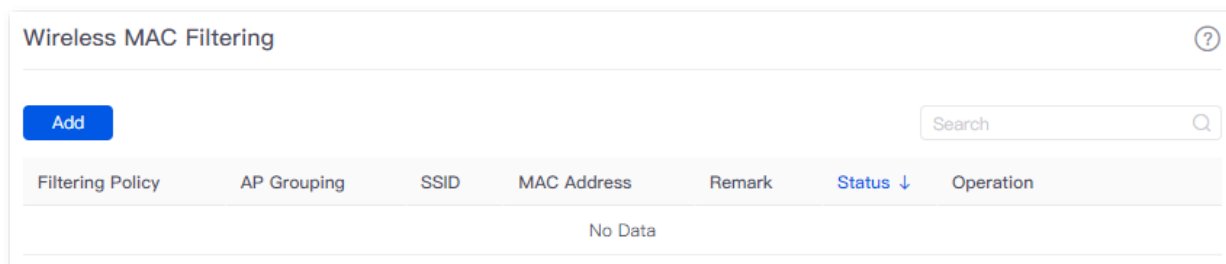 Wireless MAC Filtering
?
Add
Search
Filtering Policy AP Grouping SSID MAC Address Remark Status ↓ Operation
No Data